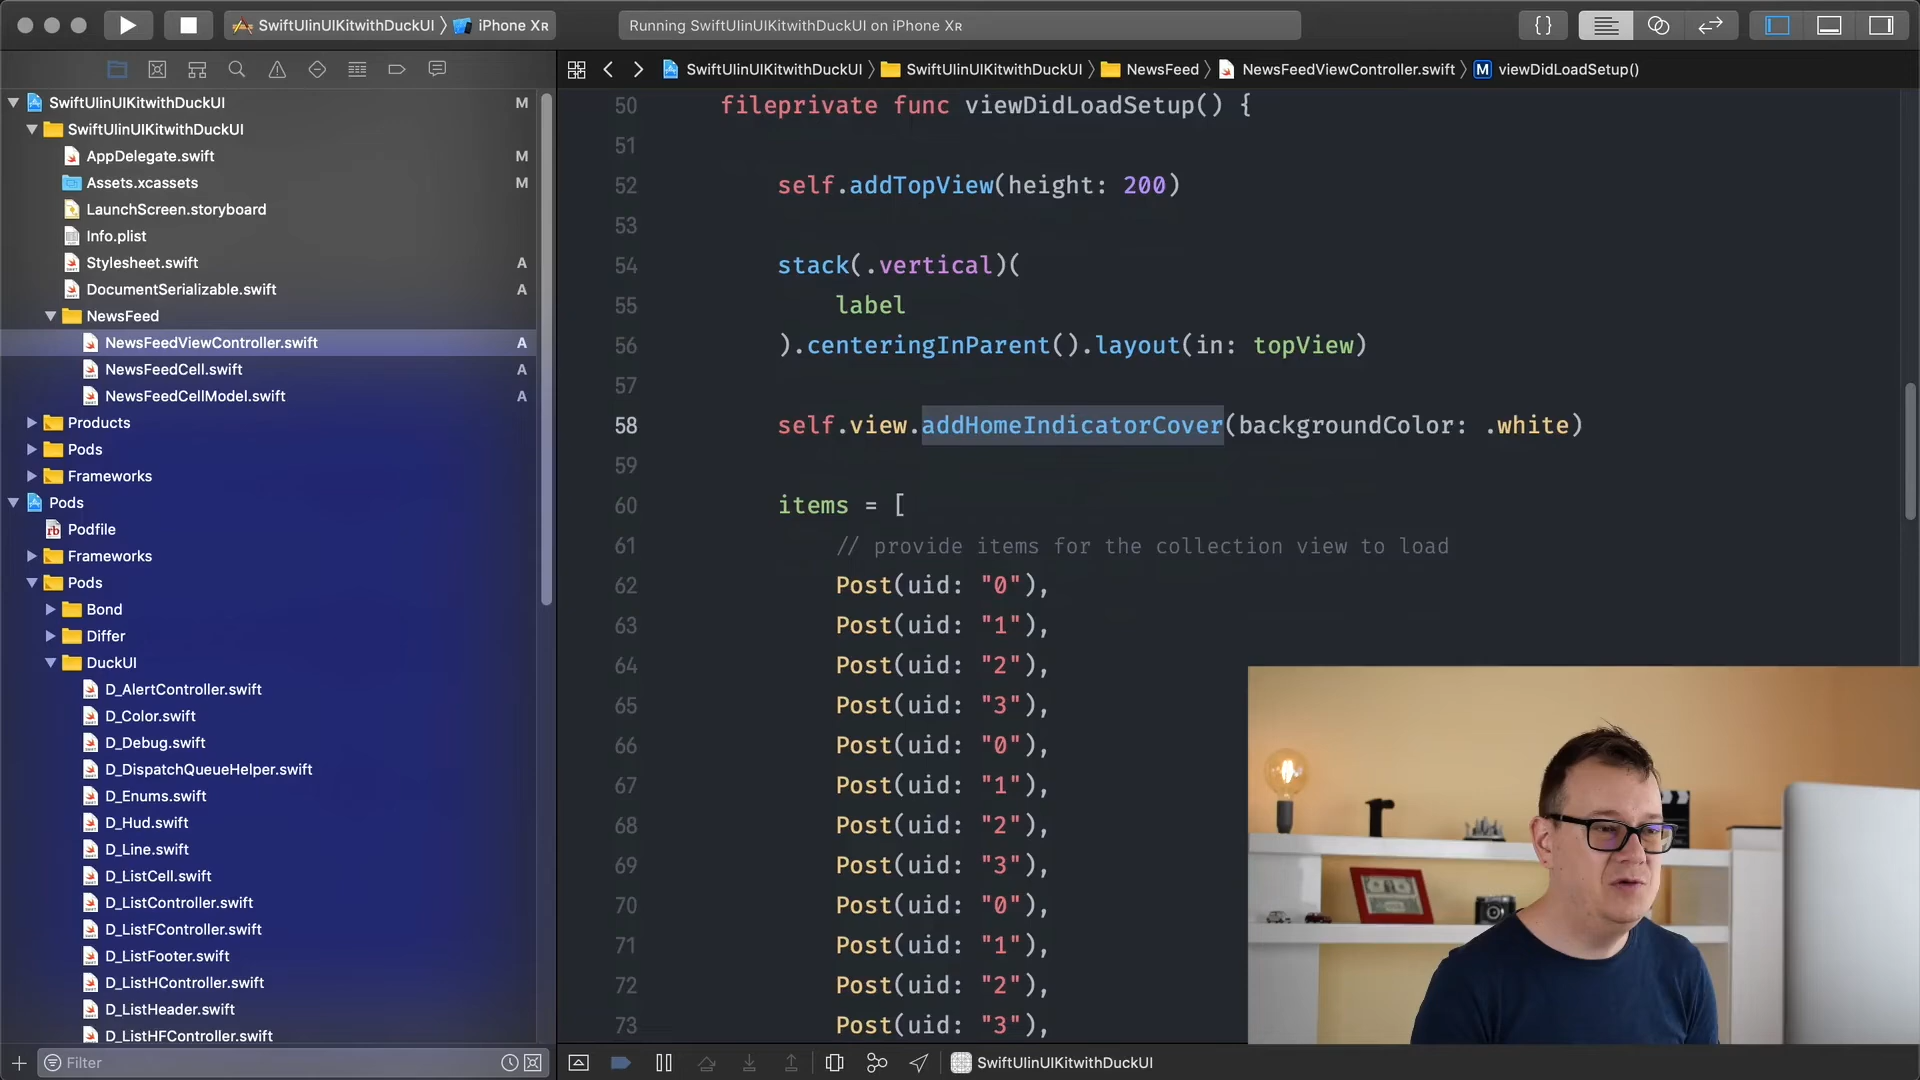 SwiftUIinUIKitwithDuckUI 〉 iPhone XR
Running SwiftUIinUIKitwithDuckUI on iPhone XR
{ }
SwiftUIinUIKitwithDuckUI 〉 SwiftUIinUIKitwithDuckUI 〉 NewsFeed 〉 NewsFeedViewController.swift 〉 M viewDidLoadSetup()
SwiftUIinUIKitwithDuckUI M
SwiftUIinUIKitwithDuckUI
AppDelegate.swift M
Assets.xcassets M
LaunchScreen.storyboard
Info.plist
Stylesheet.swift A
DocumentSerializable.swift A
NewsFeed
NewsFeedViewController.swift A
NewsFeedCell.swift A
NewsFeedCellModel.swift A
Products
Pods
Frameworks
Pods
rb Podfile
Frameworks
Pods
Bond
Differ
DuckUI
D_AlertController.swift
D_Color.swift
D_Debug.swift
D_DispatchQueueHelper.swift
D_Enums.swift
D_Hud.swift
D_Line.swift
D_ListCell.swift
D_ListController.swift
D_ListFController.swift
D_ListFooter.swift
D_ListHController.swift
D_ListHeader.swift
D_ListHFController.swift
Filter
50 fileprivate func viewDidLoadSetup() {
51
52 self.addTopView(height: 200)
53
54 stack(.vertical)(
55 label
56 ).centeringInParent().layout(in: topView)
57
58 self.view.addHomeIndicatorCover(backgroundColor: .white)
59
60 items = [
61 // provide items for the collection view to load
62 Post(uid: "0"),
63 Post(uid: "1"),
64 Post(uid: "2"),
65 Post(uid: "3"),
66 Post(uid: "0"),
67 Post(uid: "1"),
68 Post(uid: "2"),
69 Post(uid: "3"),
70 Post(uid: "0"),
71 Post(uid: "1"),
72 Post(uid: "2"),
73 Post(uid: "3"),
SwiftUIinUIKitwithDuckUI